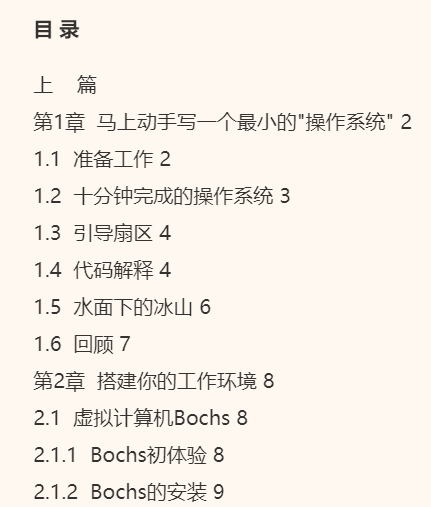 目 录
上 篇
第1章 马上动手写一个最小的"操作系统" 2
1.1 准备工作 2
1.2 十分钟完成的操作系统 3
1.3 引导扇区 4
1.4 代码解释 4
1.5 水面下的冰山 6
1.6 回顾 7
第2章 搭建你的工作环境 8
2.1 虚拟计算机Bochs 8
2.1.1 Bochs初体验 8
2.1.2 Bochs的安装 9